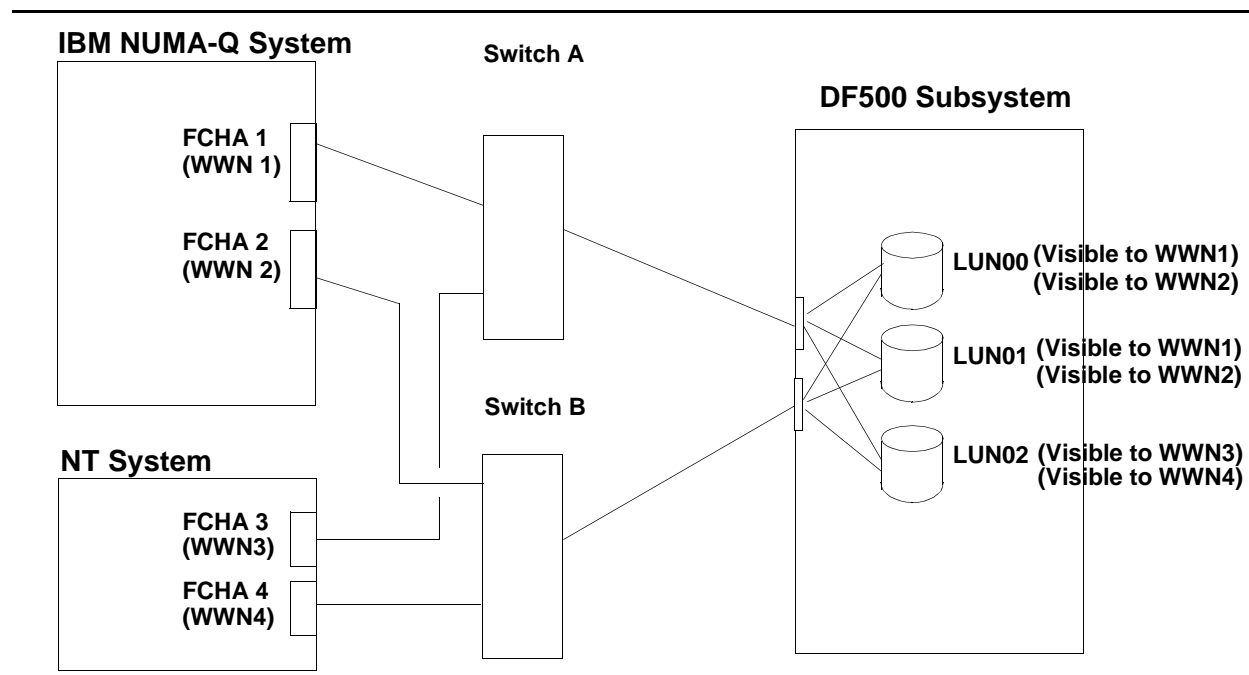 IBM NUMA-Q System
Switch A
DF500 Subsystem
FCHA 1
(WWN 1)
FCHA 2
(WWN 2)
LUN00 (Visible to WWN1)
(Visible to WWN2)
LUN01 (Visible to WWN1)
(Visible to WWN2)
Switch B
LUN02 (Visible to WWN3)
(Visible to WWN4)
NT System
FCHA 3
(WWN3)
FCHA 4
(WWN4)